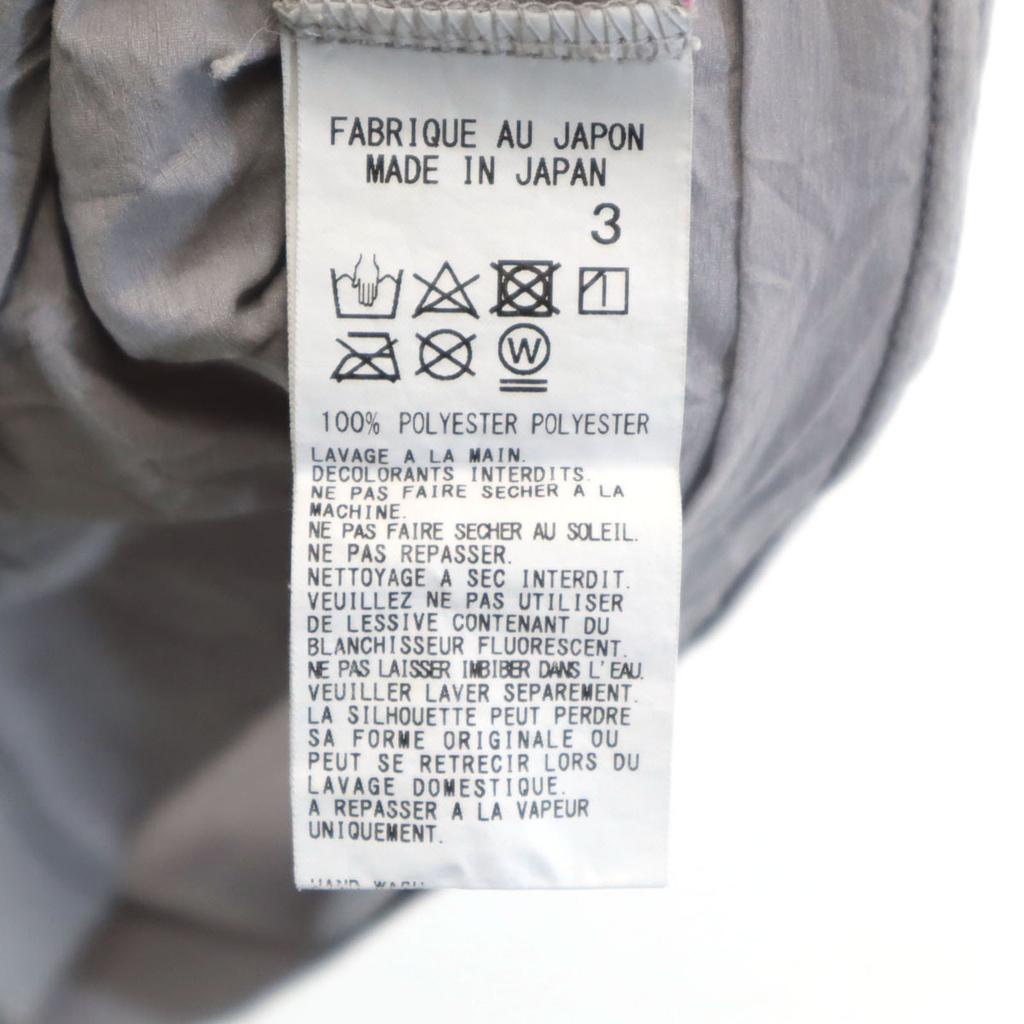 FABRIQUE AU JAPON
MADE IN JAPAN
3
W
100% POLYESTER POLYESTER
LAVAGE A LA MAIN.
DECOLORANTS INTERDITS.
NE PAS FAIRE SECHER A LA
MACHINE.
NE PAS FAIRE SECHER AU SOLEIL.
NE PAS REPASSER.
NETTOYAGE A SEC INTERDIT.
VEUILLEZ NE PAS UTILISER
DE LESSIVE CONTENANT DU
BLANCHISSEUR FLUORESCENT.
NE PAS LAISSER IMBIBER DANS L'EAU.
VEUILLER LAVER SEPAREMENT.
LA SILHOUETTE PEUT PERDRE
SA FORME ORIGINALE OU
PEUT SE RETRECIR LORS DU
LAVAGE DOMESTIQUE.
A REPASSER A LA VAPEUR
UNIQUEMENT.
HAND WASH